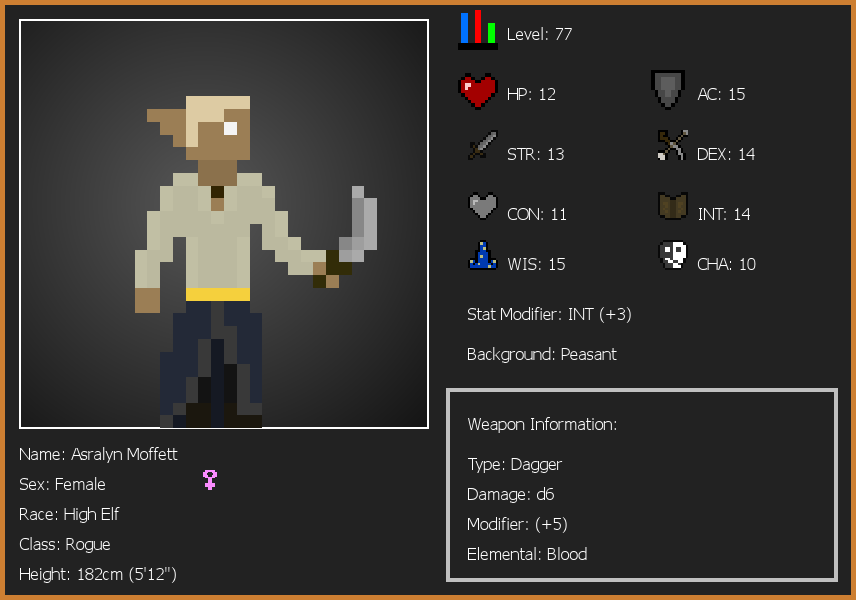 Level: 77
HP: 12
AC: 15
STR: 13
DEX: 14
CON: 11
INT: 14
WIS: 15
CHA: 10
Stat Modifier: INT (+3)
Background: Peasant
Weapon Information:
Type: Dagger
Damage: d6
Modifier: (+5)
Elemental: Blood
Name: Asralyn Moffett
Sex: Female
Race: High Elf
Class: Rogue
Height: 182cm (5'12")